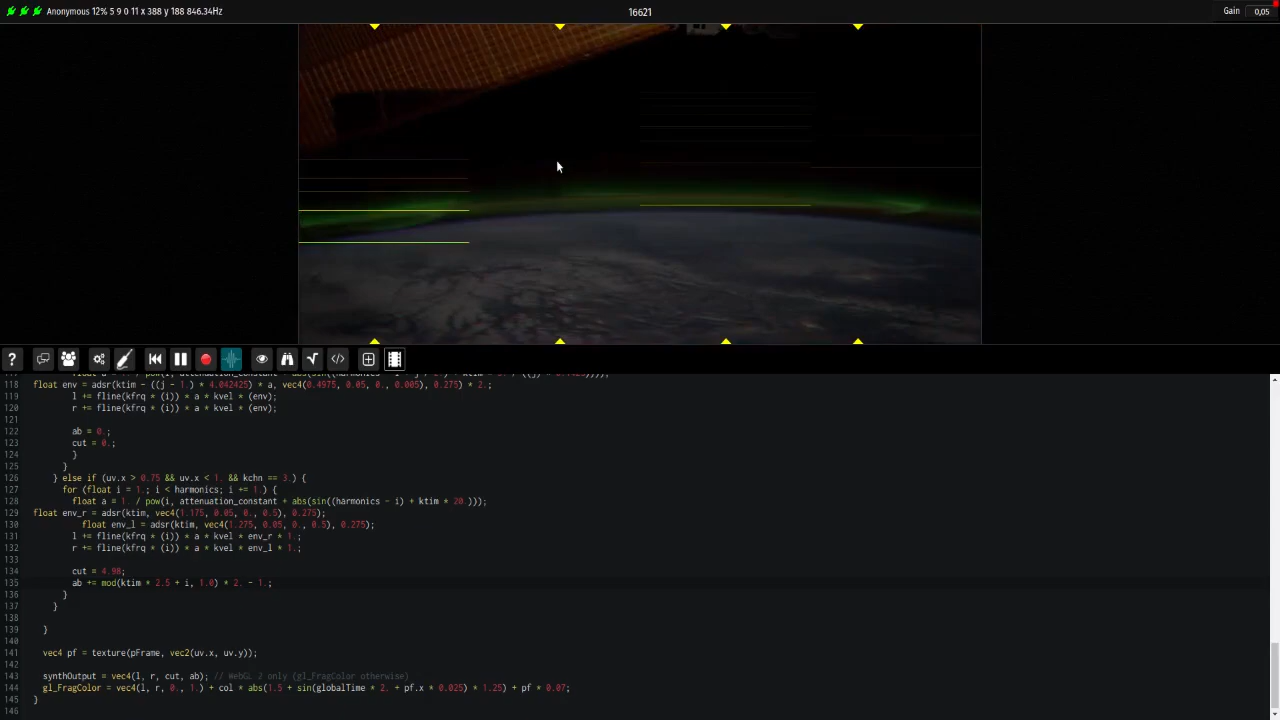 Anonymous 12% 5 9 0 11 x 388 y 188 846.34Hz
16621
Gain 0,05
118 float env = adsr(ktim - ((j - 1.) * 4.042425) * a, vec4(0.4975, 0.05, 0., 0.005), 0.275) * 2.;
119 l += fline(kfrq * (i)) * a * kvel * (env);
120 r += fline(kfrq * (i)) * a * kvel * (env);
121
122 ab = 0.;
123 cut = 0.;
124 }
125 }
126 } else if (uv.x > 0.75 && uv.x < 1. && kchn == 3.) {
127 for (float i = 1.; i < harmonics; i += 1.) {
128 float a = 1. / pow(i, attenuation_constant + abs(sin((harmonics - i) + ktim * 20.)));
129 float env_r = adsr(ktim, vec4(1.175, 0.05, 0., 0.5), 0.275);
130 float env_l = adsr(ktim, vec4(1.275, 0.05, 0., 0.5), 0.275);
131 l += fline(kfrq * (i)) * a * kvel * env_r * 1.;
132 r += fline(kfrq * (i)) * a * kvel * env_l * 1.;
133
134 cut = 4.98;
135 ab += mod(ktim * 2.5 + i, 1.0) * 2. - 1.;
136 }
137 }
138
139 }
140
141 vec4 pf = texture(pFrame, vec2(uv.x, uv.y));
142
143 synthOutput = vec4(l, r, cut, ab); // WebGL 2 only (gl_FragColor otherwise)
144 gl_FragColor = vec4(l, r, 0., 1.) + col * abs(1.5 + sin(globalTime * 2. + pf.x * 0.025) * 1.25) + pf * 0.07;
145 }
146